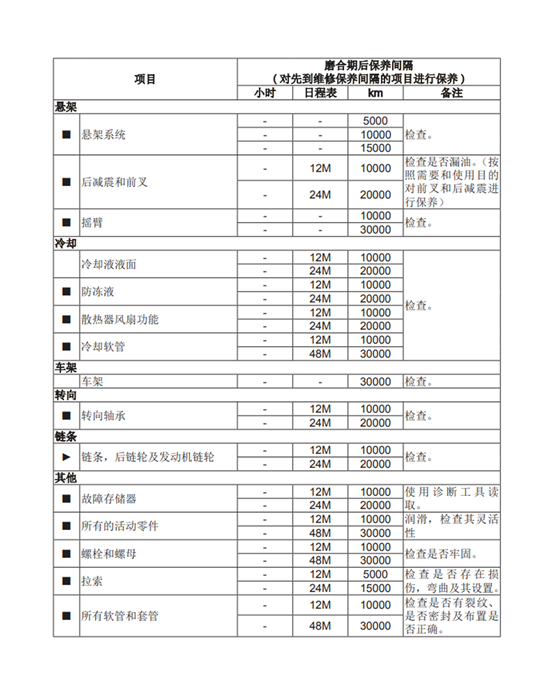 项目
磨合期后保养间隔
（对先到维修保养间隔的项目进行保养）
小时 日程表 km 备注
悬架
■ 悬架系统 - - 5000 检查。
- - 10000
- - 15000
■ 后减震和前叉 - 12M 10000 检查是否漏油。（按
照需要和使用目的
- 24M 20000 对前叉和后减震进
行保养）
■ 摇臂 - - 10000 检查。
- - 30000
冷却
冷却液液面 - 12M 10000 检查。
- 24M 20000
■ 防冻液 - 12M 10000
- 24M 20000
■ 散热器风扇功能 - 12M 10000
- 24M 20000
■ 冷却软管 - 12M 10000
- 48M 30000
车架
车架 - - 30000 检查。
转向
■ 转向轴承 - 12M 10000 检查。
- 24M 20000
链条
► 链条，后链轮及发动机链轮 - 12M 10000 检查。
- 24M 20000
其他
■ 故障存储器 - 12M 10000 使用诊断工具读
- 24M 20000 取。
■ 所有的活动零件 - 12M 10000 润滑，检查其灵活
- 48M 30000 性
■ 螺栓和螺母 - 12M 10000 检查是否牢固。
- 48M 30000
■ 拉索 - 12M 5000 检查是否存在损
- 24M 15000 伤，弯曲及其设置。
■ 所有软管和套管 - 12M 10000 检查是否有裂纹、
是否密封及布置是
- 48M 30000 否正确。